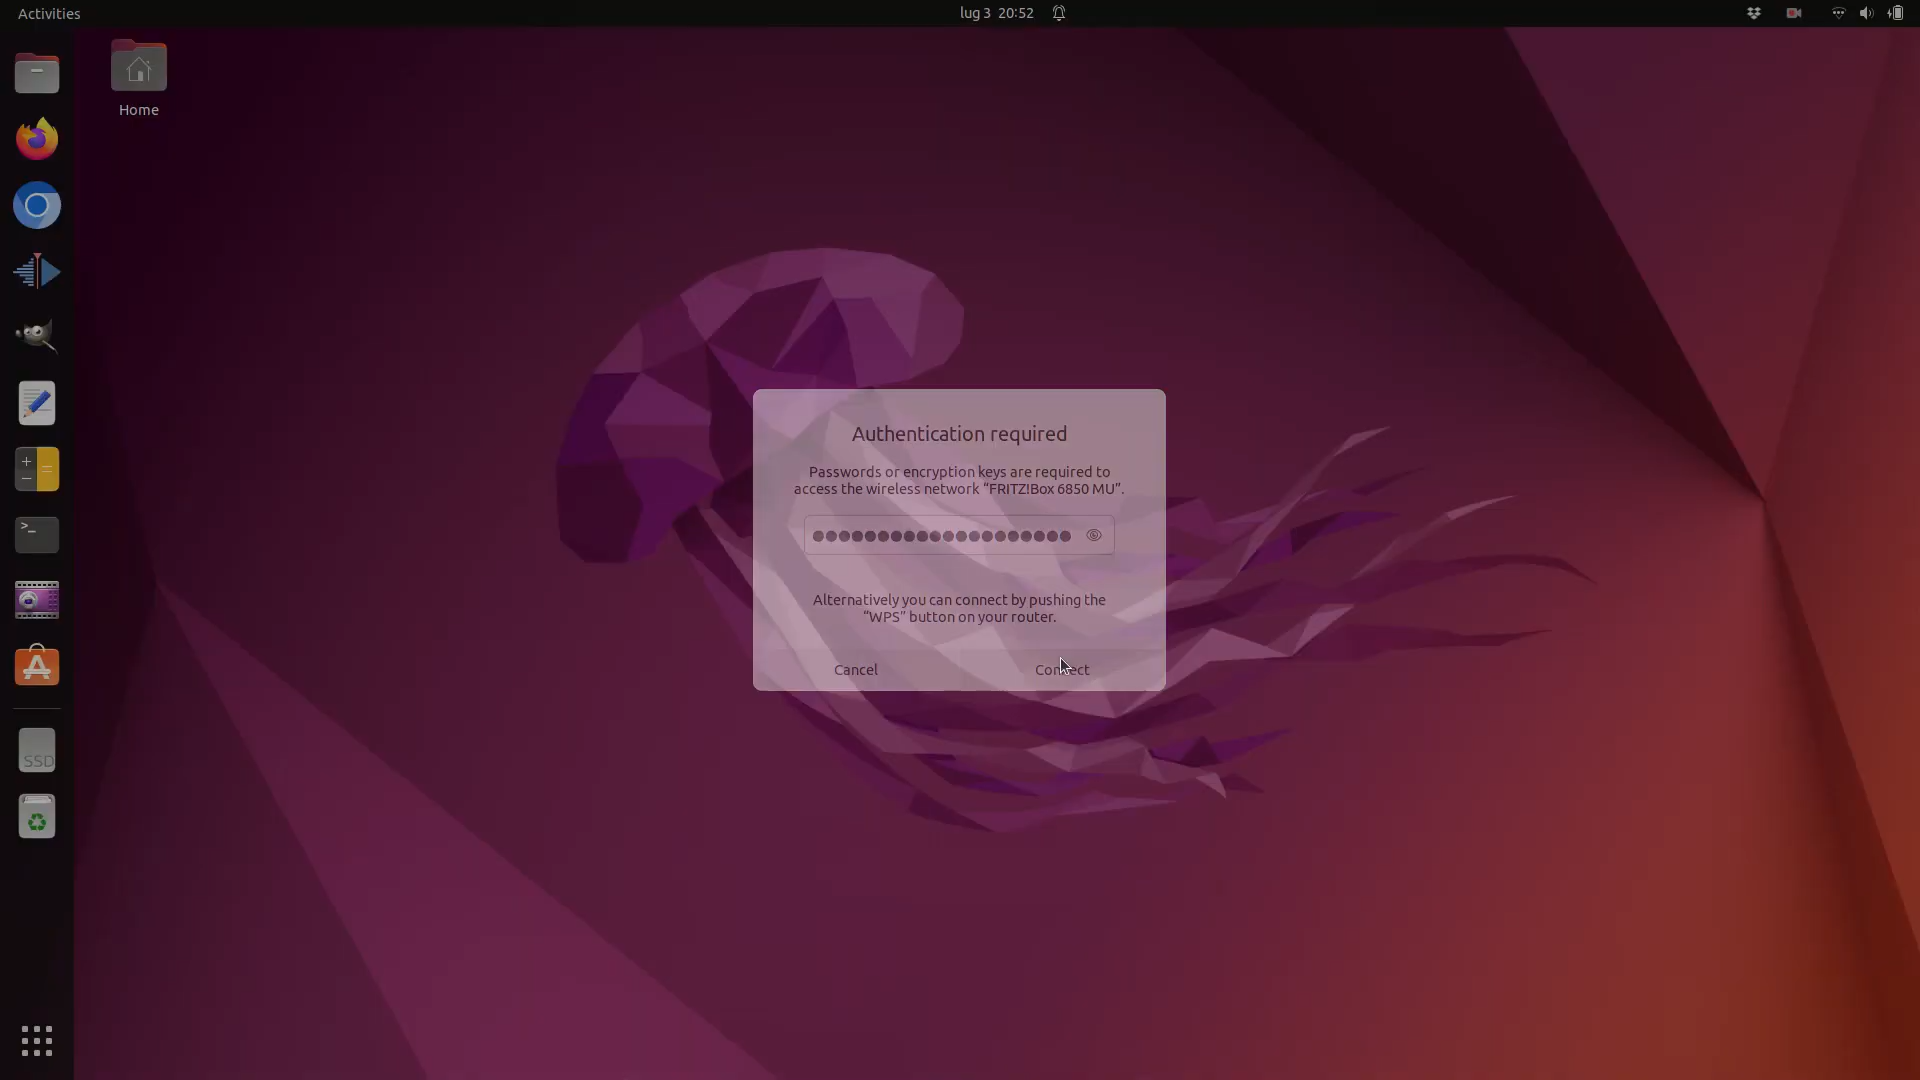 Activities
lug 3 20:52
Home
Authentication required
Passwords or encryption keys are required to
access the wireless network “FRITZ!Box 6850 MU”.
Alternatively you can connect by pushing the
“WPS” button on your router.
Cancel
Connect
>_
SSD